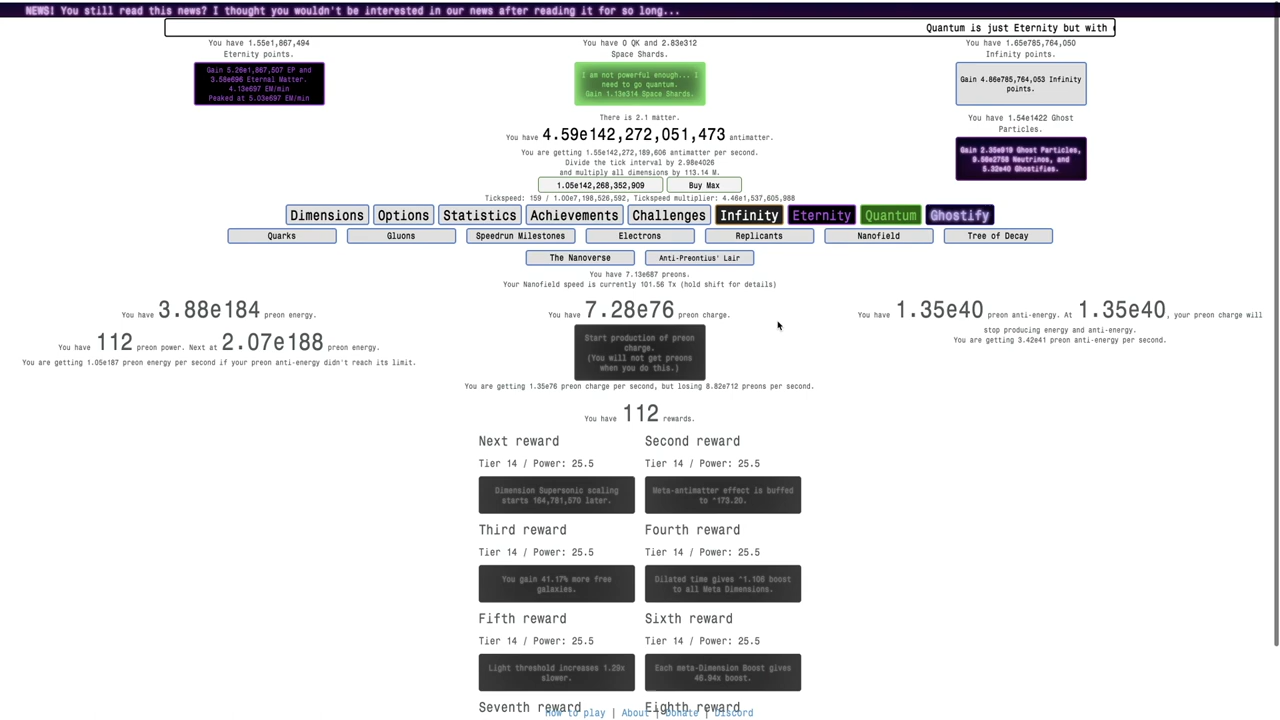 NEWS! You still read this news? I thought you wouldn't be interested in our news after reading it for so long...
Quantum is just Eternity but with
You have 1.55e1,867,494
Eternity points.
Gain 5.26e1,867,507 EP and
3.58e696 Eternal Matter.
4.13e697 EM/min
Peaked at 5.03e697 EM/min
You have 0 QK and 2.83e312
Space Shards.
I am not powerful enough... I
need to go quantum.
Gain 1.13e314 Space Shards.
You have 1.65e785,764,050
Infinity points.
Gain 4.86e785,764,053 Infinity
points.
You have 1.54e1422 Ghost
Particles.
Gain 2.35e919 Ghost Particles,
9.56e2758 Neutrinos, and
5.32e40 Ghostifies.
There is 2.1 matter.
You have 4.59e142,272,051,473 antimatter.
You are getting 1.55e142,272,189,606 antimatter per second.
Divide the tick interval by 2.98e4026
and multiply all dimensions by 113.14 M.
1.05e142,268,352,909 Buy Max
Tickspeed: 159 / 1.00e7,198,526,592, Tickspeed multiplier: 4.46e1,537,605,988
Dimensions Options Statistics Achievements Challenges Infinity Eternity Quantum Ghostify
Quarks Gluons Speedrun Milestones Electrons Replicants Nanofield Tree of Decay
The Nanoverse Anti-Preontius' Lair
You have 7.13e687 preons.
Your Nanofield speed is currently 101.56 Tx (hold shift for details)
You have 3.88e184 preon energy.
You have 112 preon power. Next at 2.07e188 preon energy.
You are getting 1.05e187 preon energy per second if your preon anti-energy didn't reach its limit.
You have 7.28e76 preon charge.
Start production of preon
charge.
(You will not get preons
when you do this.)
You are getting 1.35e76 preon charge per second, but losing 8.82e712 preons per second.
You have 1.35e40 preon anti-energy. At 1.35e40, your preon charge will
stop producing energy and anti-energy.
You are getting 3.42e41 preon anti-energy per second.
You have 112 rewards.
Next reward
Tier 14 / Power: 25.5
Dimension Supersonic scaling
starts 164,781,570 later.
Second reward
Tier 14 / Power: 25.5
Meta-antimatter effect is buffed
to ^173.20.
Third reward
Tier 14 / Power: 25.5
You gain 41.17% more free
galaxies.
Fourth reward
Tier 14 / Power: 25.5
Dilated time gives ^1.106 boost
to all Meta Dimensions.
Fifth reward
Tier 14 / Power: 25.5
Light threshold increases 1.29x
slower.
Sixth reward
Tier 14 / Power: 25.5
Each meta-Dimension Boost gives
46.94x boost.
Seventh reward
Eighth reward
How to play | About | Donate | Discord